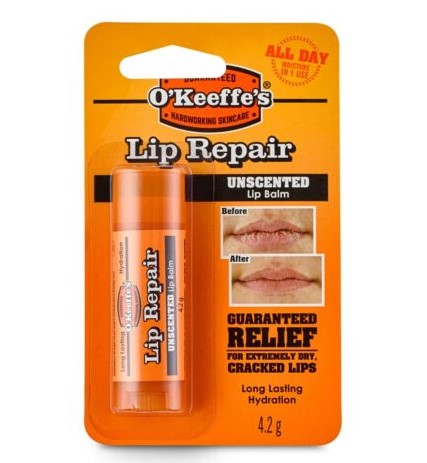 GUARANTEED
O'Keeffe's®
HARDWORKING SKINCARE
ALL DAY
MOISTURE
IN 1 USE
Lip Repair
UNSCENTED
Lip Balm
Before
After
GUARANTEED
RELIEF
FOR EXTREMELY DRY,
CRACKED LIPS
Long Lasting
Hydration
4.2 g
Long Lasting Hydration
O'Keeffe's
Lip Repair
UNSCENTED Lip Balm
4.2 g